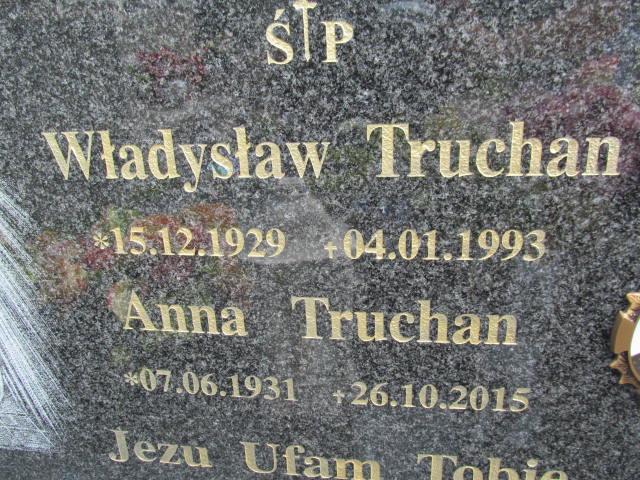 Ś†P
Władysław Truchan
*15.12.1929 +04.01.1993
Anna Truchan
*07.06.1931 +26.10.2015
Jezu Ufam Tobie